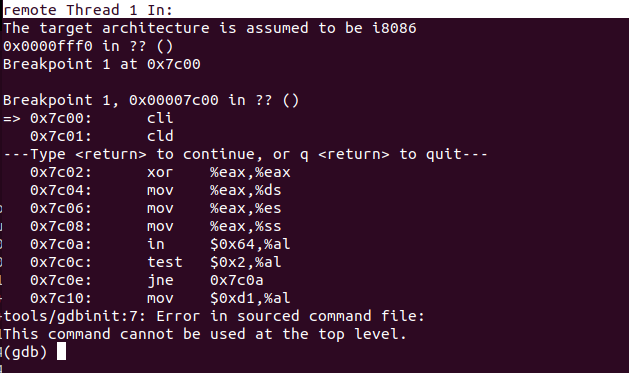 remote Thread 1 In:
The target architecture is assumed to be i8086
0x0000fff0 in ?? ()
Breakpoint 1 at 0x7c00

Breakpoint 1, 0x00007c00 in ?? ()
=> 0x7c00:      cli
   0x7c01:      cld
---Type <return> to continue, or q <return> to quit---
   0x7c02:      xor    %eax,%eax
   0x7c04:      mov    %eax,%ds
   0x7c06:      mov    %eax,%es
   0x7c08:      mov    %eax,%ss
   0x7c0a:      in     $0x64,%al
   0x7c0c:      test   $0x2,%al
   0x7c0e:      jne    0x7c0a
   0x7c10:      mov    $0xd1,%al
tools/gdbinit:7: Error in sourced command file:
This command cannot be used at the top level.
(gdb)